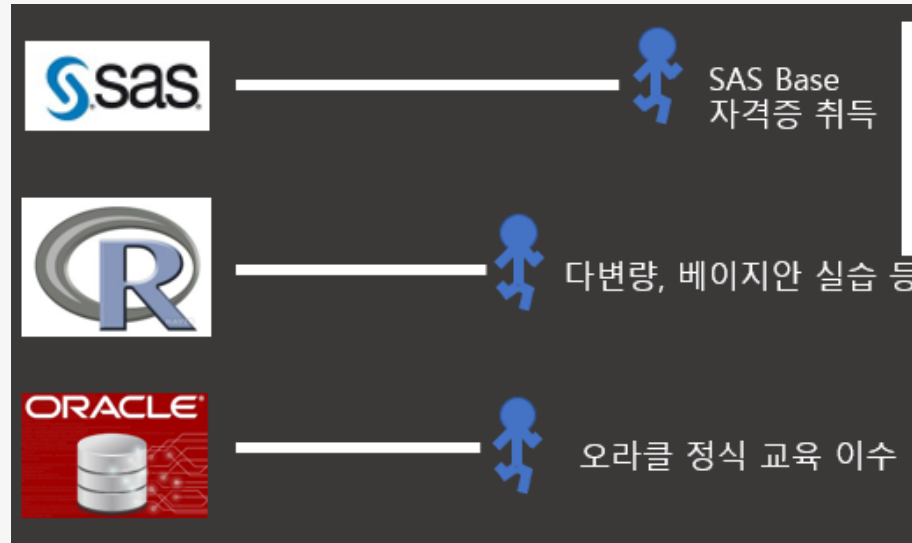 sas
SAS Base
자격증 취득
R
다변량, 베이지안 실습 등
ORACLE
오라클 정식 교육 이수